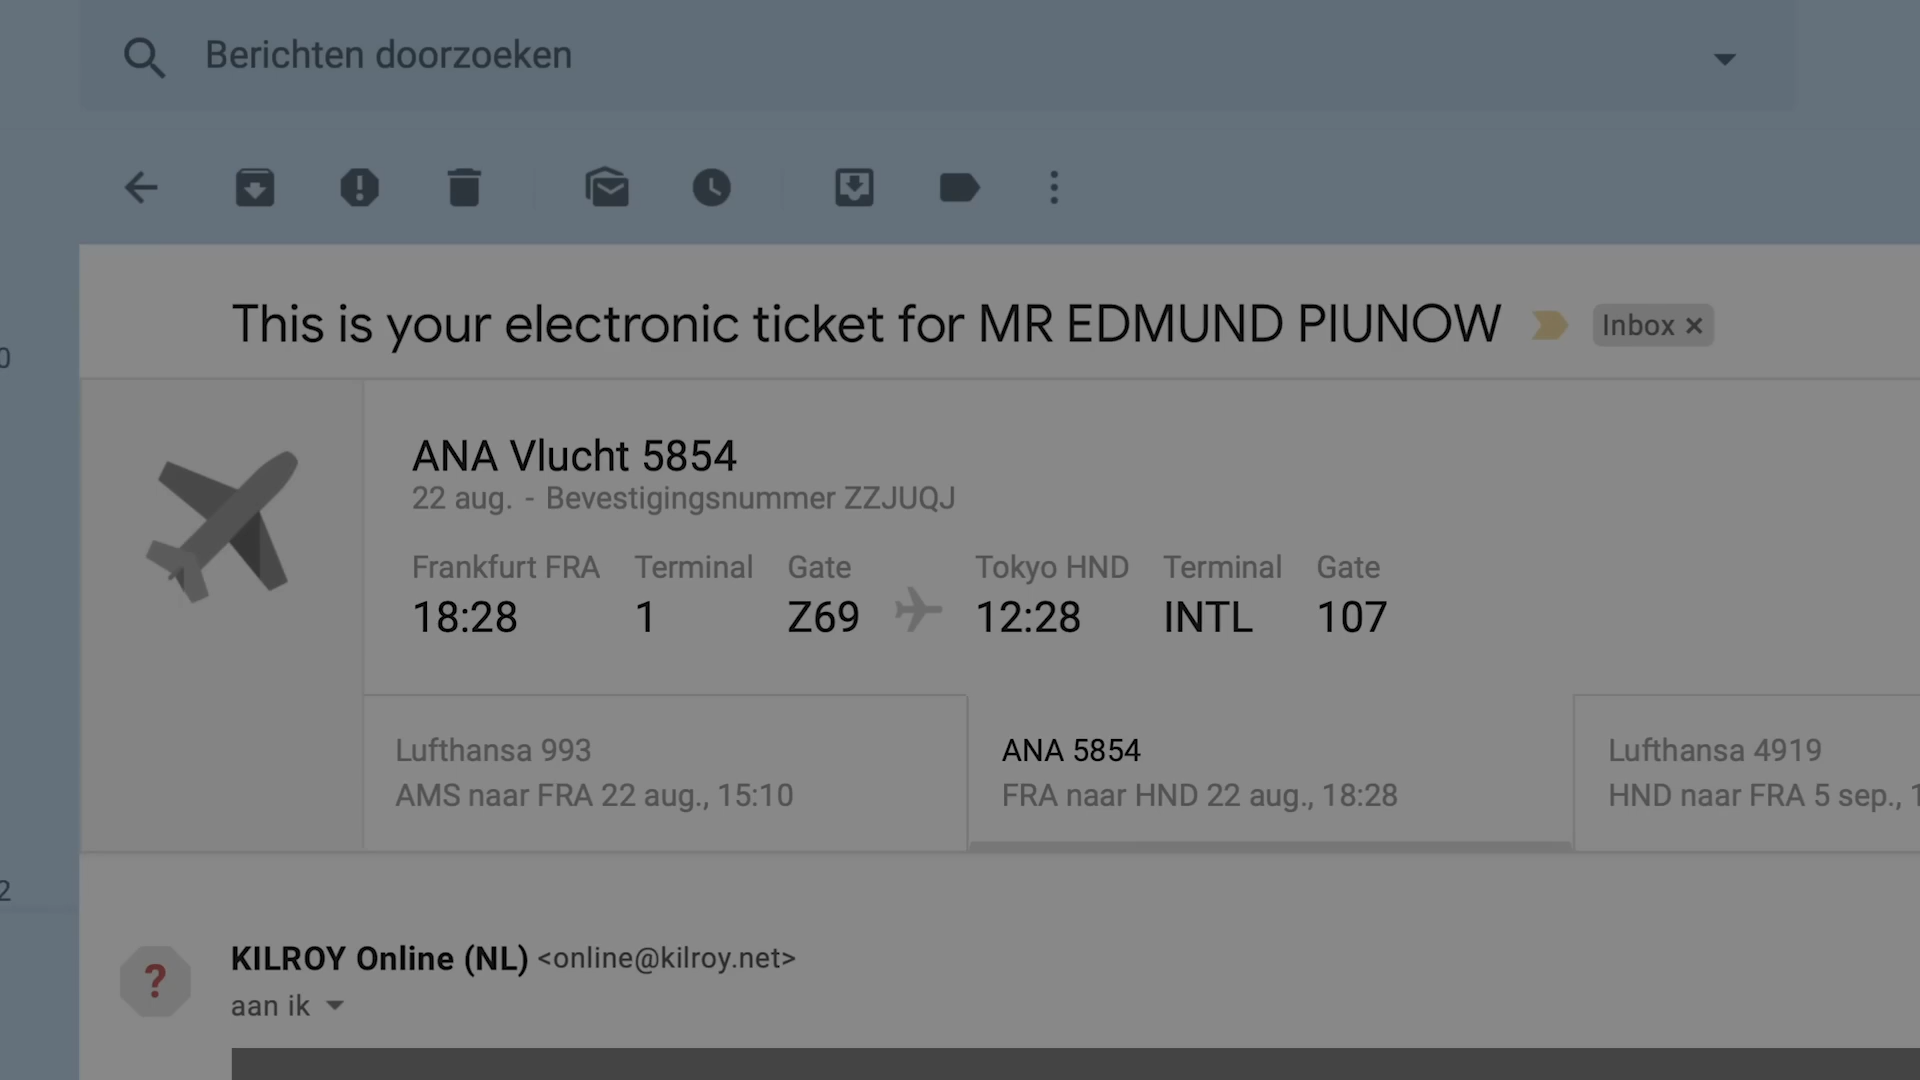 Berichten doorzoeken
This is your electronic ticket for MR EDMUND PIUNOW
Inbox ×
0
ANA Vlucht 5854
22 aug. - Bevestigingsnummer ZZJUQJ
Frankfurt FRA Terminal Gate Tokyo HND Terminal Gate
18:28 1 Z69 12:28 INTL 107
Lufthansa 993 ANA 5854 Lufthansa 4919
AMS naar FRA 22 aug., 15:10 FRA naar HND 22 aug., 18:28 HND naar FRA 5 sep., 1
2
KILROY Online (NL) <online@kilroy.net>
?
aan ik